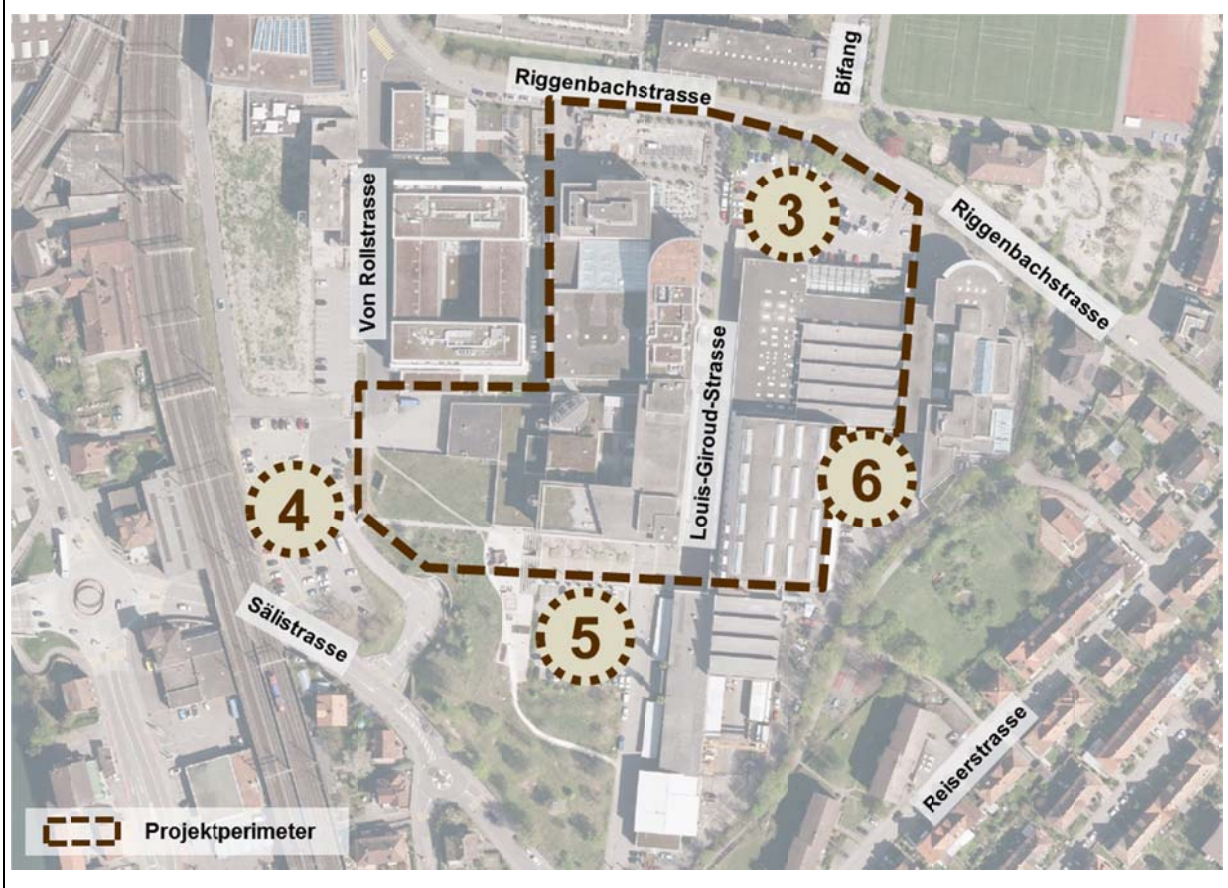 Riggenbachstrasse
Bifang
3
Von Rollstrasse
Riggenbachstrasse
Louis-Giroud-Strasse
6
4
5
Sälistrasse
Reiserstrasse
Projektperimeter